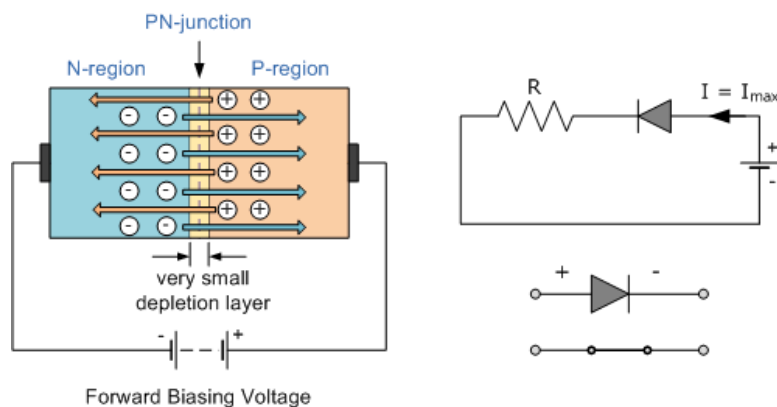 PN-junction
N-region
P-region
+ +
- -
- -
+ +
- -
+ +
- -
+ +
very small
depletion layer
- +
Forward Biasing Voltage
R
I = Imax
+
-
+ -